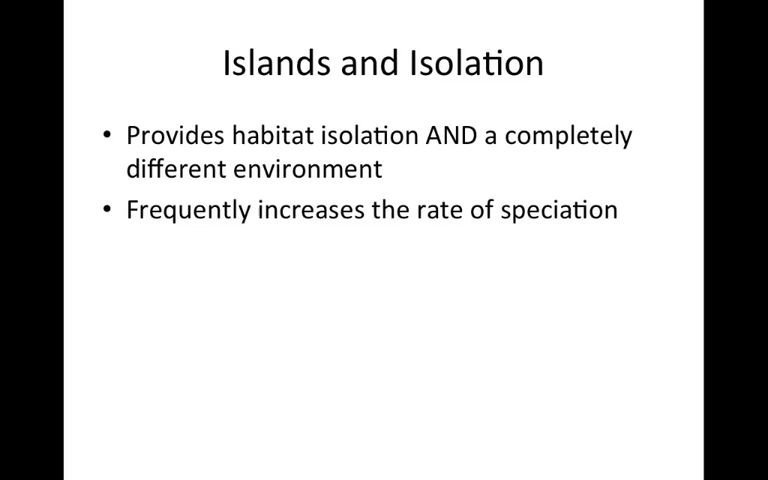 Islands and Isolation
• Provides habitat isolation AND a completely
different environment
• Frequently increases the rate of speciation